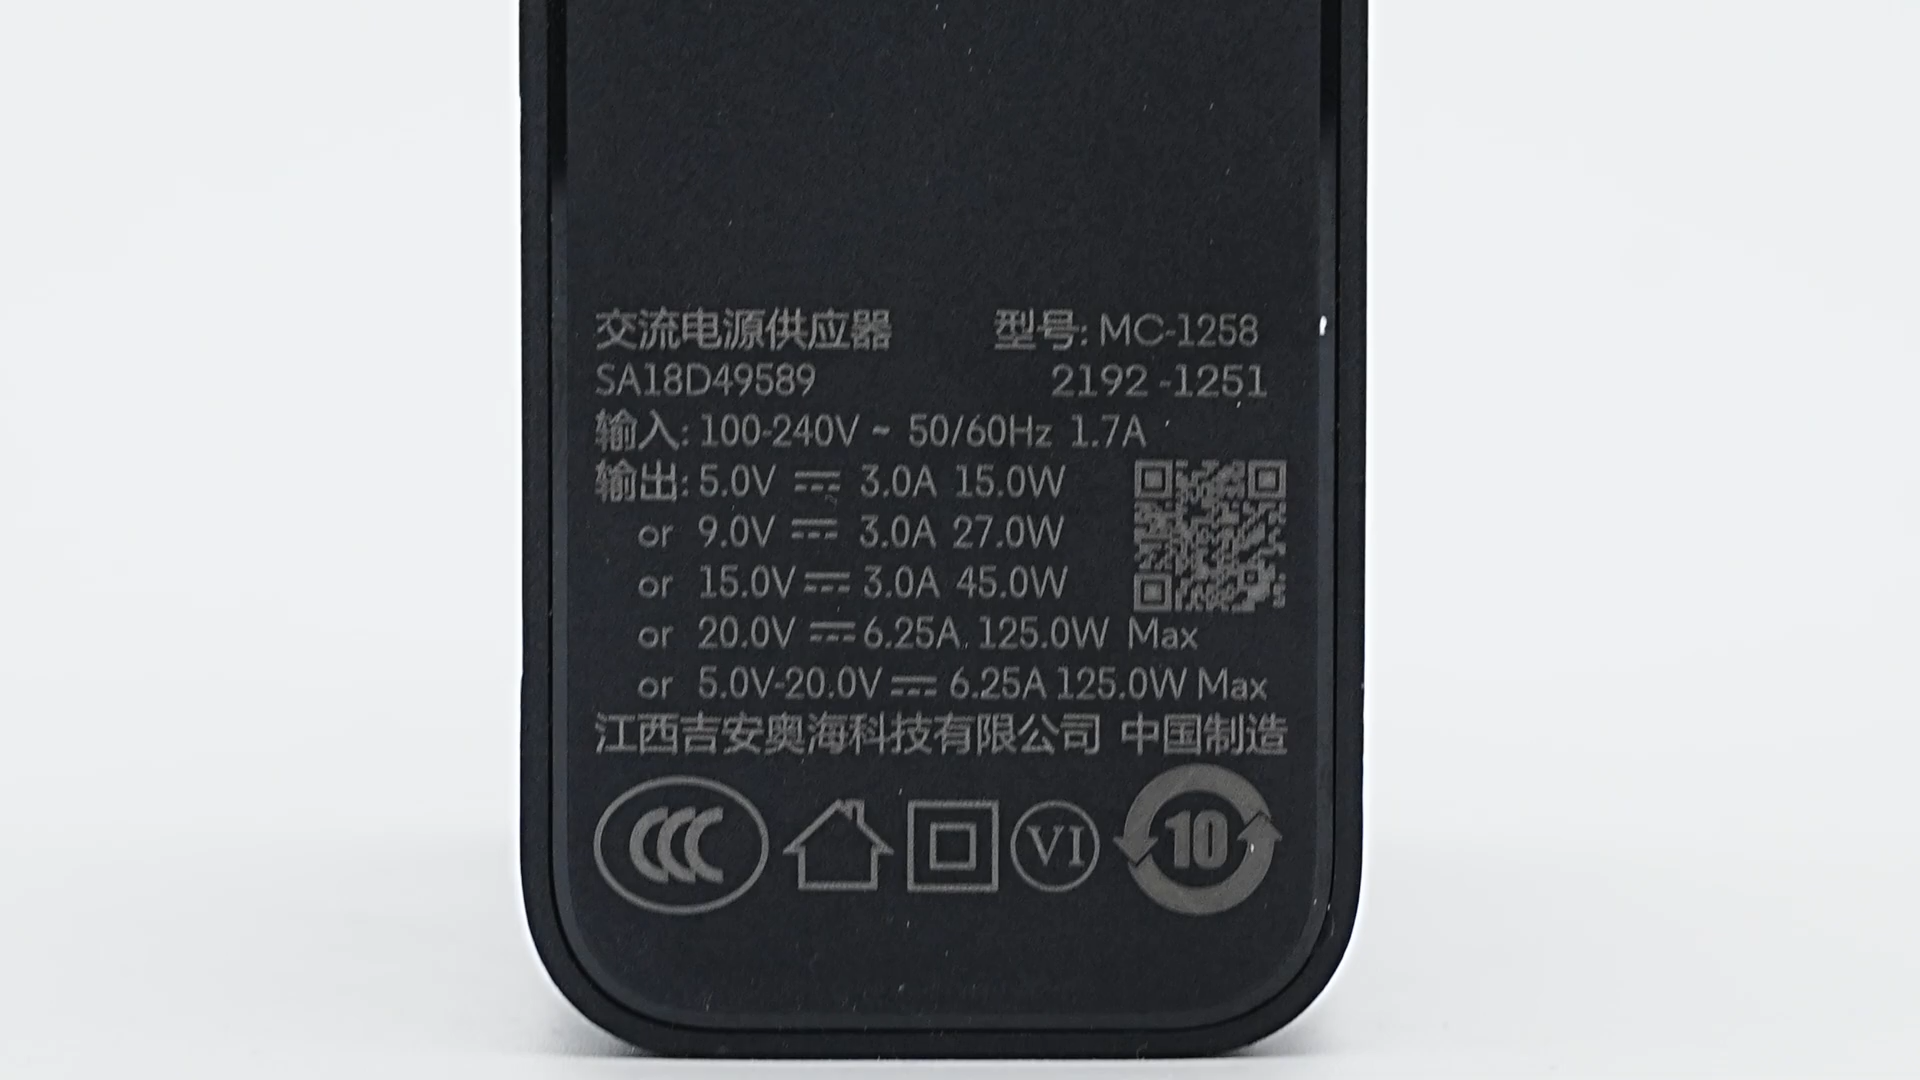 交流电源供应器 型号: MC-1258
SA18D49589 2192 -1251
输入: 100-240V ~ 50/60Hz 1.7A
输出: 5.0V ⎓ 3.0A 15.0W
or 9.0V ⎓ 3.0A 27.0W
or 15.0V ⎓ 3.0A 45.0W
or 20.0V ⎓ 6.25A 125.0W Max
or 5.0V-20.0V ⎓ 6.25A 125.0W Max
江西吉安奥海科技有限公司 中国制造
CCC VI 10